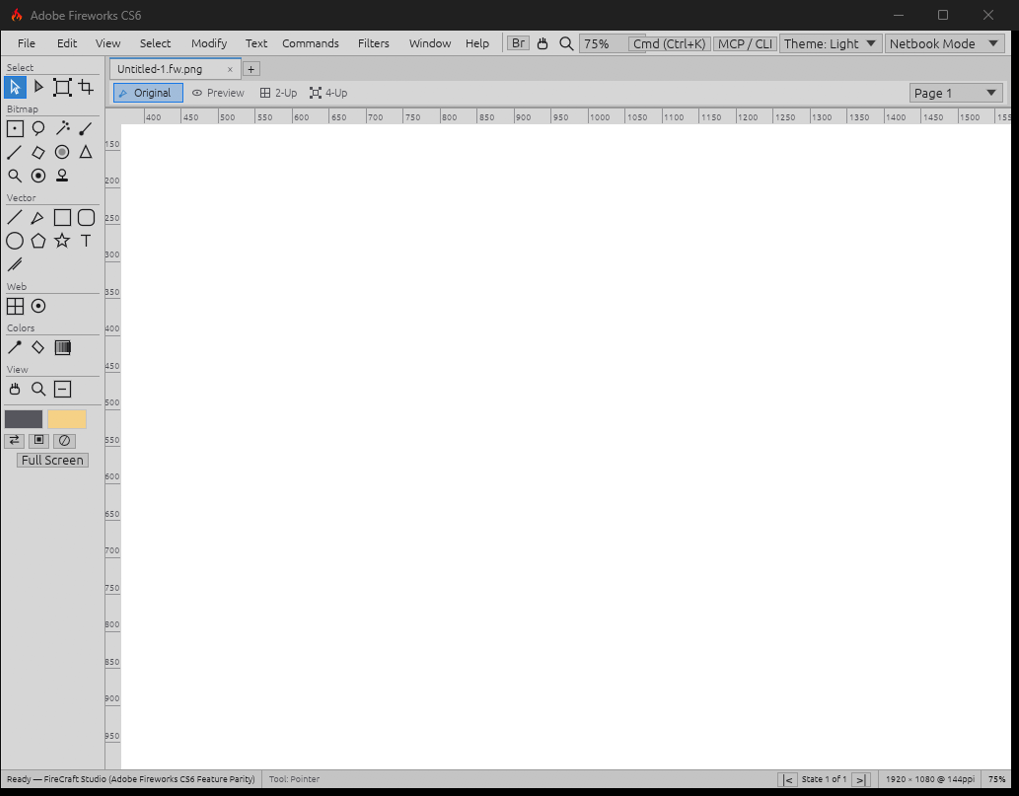 Adobe Fireworks CS6
File Edit View Select Modify Text Commands Filters Window Help Br 75% Cmd (Ctrl+K) MCP / CLI Theme: Light Netbook Mode
Select
Untitled-1.fw.png × +
Original Preview 2-Up 4-Up Page 1
Bitmap
400 450 500 550 600 650 700 750 800 850 900 950 1000 1050 1100 1150 1200 1250 1300 1350 1400 1450 1500
150
200
Vector
250
T
300
Web
350
Colors
400
View
450
500
550
Full Screen
600
650
700
750
800
850
900
950
Ready — FireCraft Studio (Adobe Fireworks CS6 Feature Parity) Tool: Pointer |< State 1 of 1 >| 1920 × 1080 @ 144ppi 75%